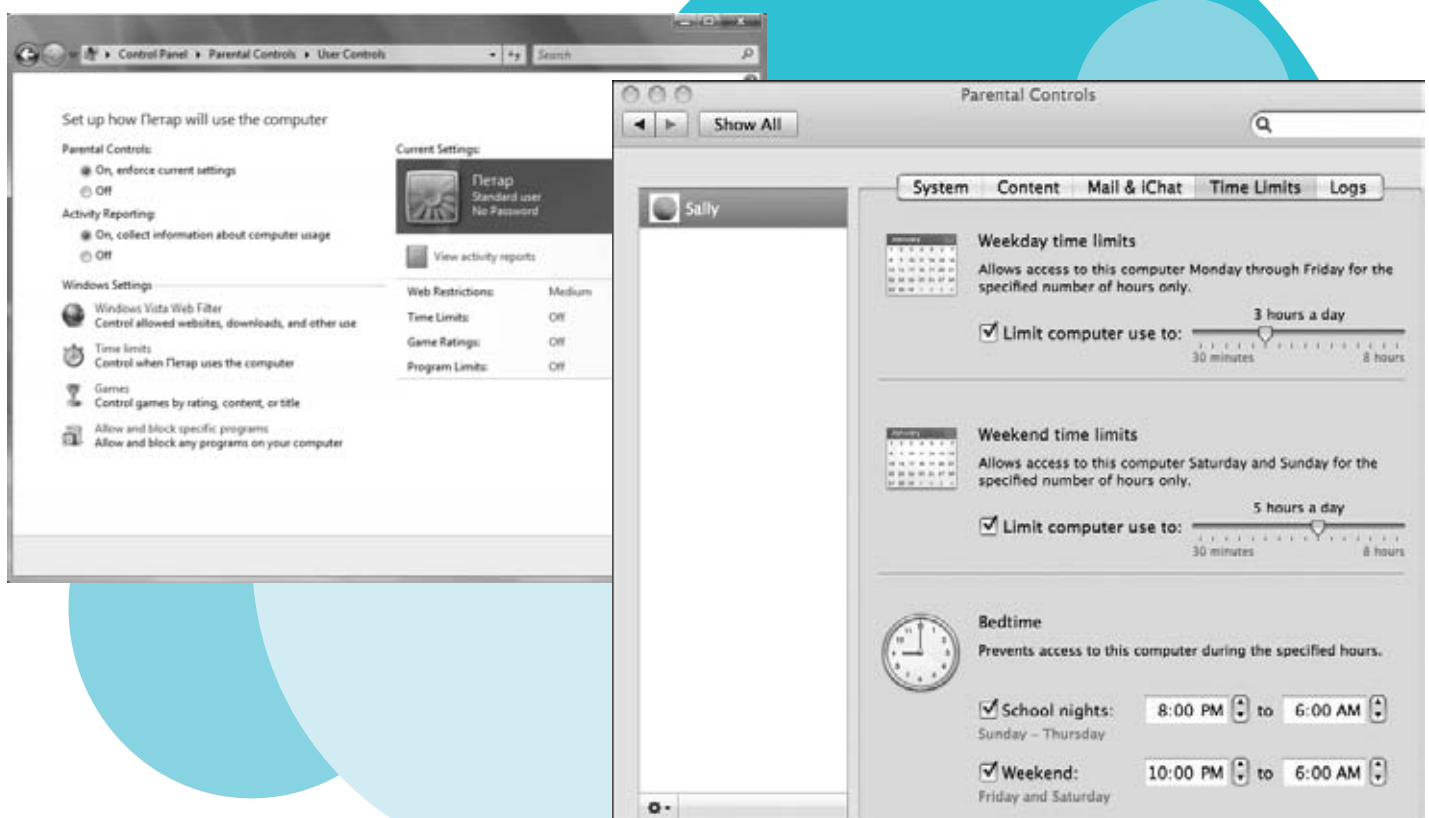 Control Panel ▸ Parental Controls ▸ User Controls
Search
Set up how Петар will use the computer
Parental Controls:
On, enforce current settings
Off
Activity Reporting:
On, collect information about computer usage
Off
Windows Settings
Windows Vista Web Filter
Control allowed websites, downloads, and other use
Time limits
Control when Петар uses the computer
Games
Control games by rating, content, or title
Allow and block specific programs
Allow and block any programs on your computer
Current Settings:
Петар
Standard user
No Password
View activity reports
Web Restrictions: Medium
Time Limits: Off
Game Ratings: Off
Program Limits: Off
Parental Controls
Show All
Sally
System Content Mail & iChat Time Limits Logs
Weekday time limits
Allows access to this computer Monday through Friday for the
specified number of hours only.
3 hours a day
Limit computer use to:
30 minutes 8 hours
Weekend time limits
Allows access to this computer Saturday and Sunday for the
specified number of hours only.
5 hours a day
Limit computer use to:
30 minutes 8 hours
Bedtime
Prevents access to this computer during the specified hours.
School nights: 8:00 PM to 6:00 AM
Sunday – Thursday
Weekend: 10:00 PM to 6:00 AM
Friday and Saturday